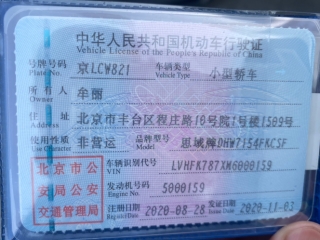 中华人民共和国机动车行驶证
Vehicle License of the People's Republic of China
号牌号码 京LCW821 车辆类型 小型轿车
Plate No. Vehicle Type
所有人 牟丽
Owner
住址 北京市丰台区程庄路16号院1号楼1509号
Address
使用性质 非营运 品牌型号 思域牌DHW7154FKCSF
Use Character Model
北京市公安局公安交通管理局
车辆识别代号 LVHFK787XM6000159
VIN
发动机号码 5000159
Engine No.
注册日期 2020-08-28 发证日期 2020-11-03
Register Date Issue Date